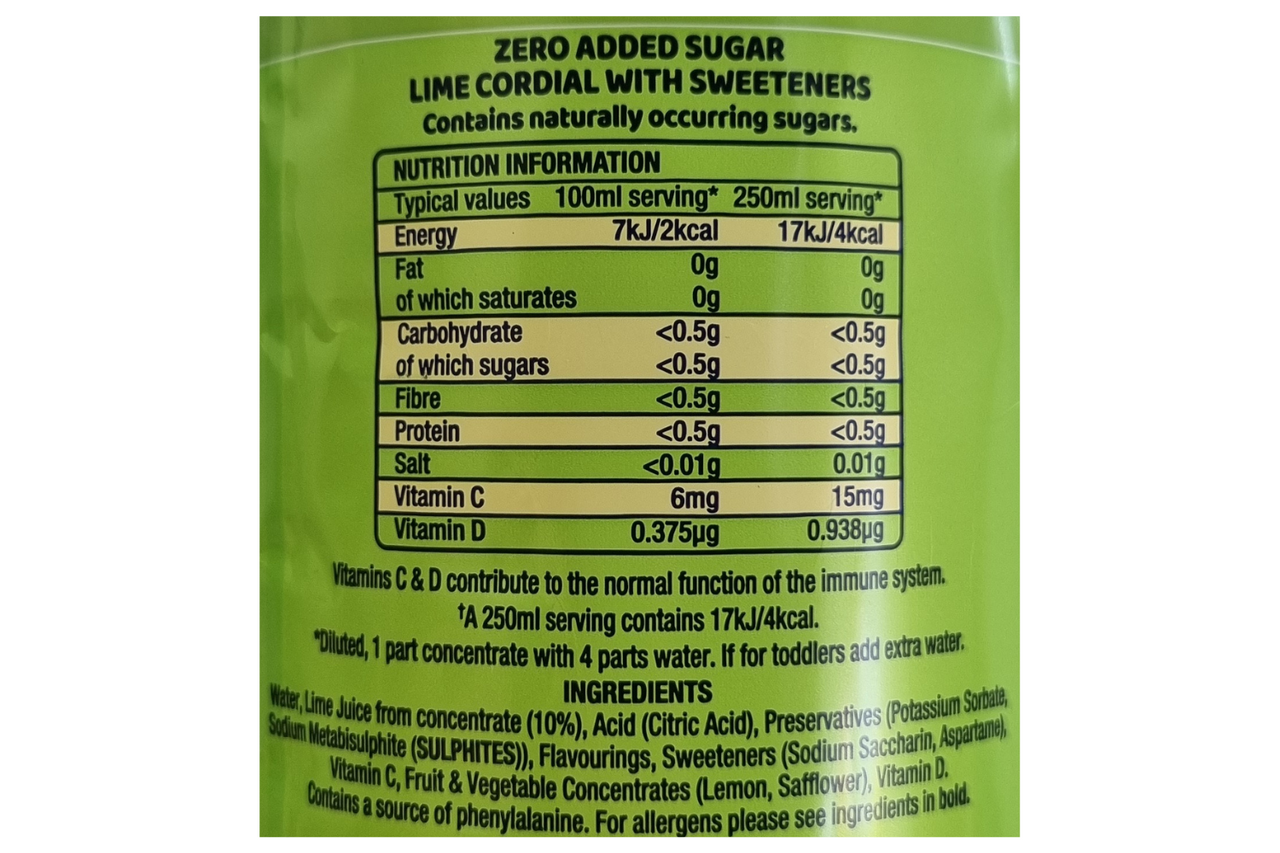 ZERO ADDED SUGAR
LIME CORDIAL WITH SWEETENERS
Contains naturally occurring sugars.
NUTRITION INFORMATION
Typical values 100ml serving* 250ml serving*
Energy 7kJ/2kcal 17kJ/4kcal
Fat 0g 0g
of which saturates 0g 0g
Carbohydrate <0.5g <0.5g
of which sugars <0.5g <0.5g
Fibre <0.5g <0.5g
Protein <0.5g <0.5g
Salt <0.01g 0.01g
Vitamin C 6mg 15mg
Vitamin D 0.375µg 0.938µg
Vitamins C & D contribute to the normal function of the immune system.
†A 250ml serving contains 17kJ/4kcal.
*Diluted, 1 part concentrate with 4 parts water. If for toddlers add extra water.
INGREDIENTS
Water, Lime Juice from concentrate (10%), Acid (Citric Acid), Preservatives (Potassium Sorbate,
Sodium Metabisulphite (SULPHITES)), Flavourings, Sweeteners (Sodium Saccharin, Aspartame),
Vitamin C, Fruit & Vegetable Concentrates (Lemon, Safflower), Vitamin D.
Contains a source of phenylalanine. For allergens please see ingredients in bold.